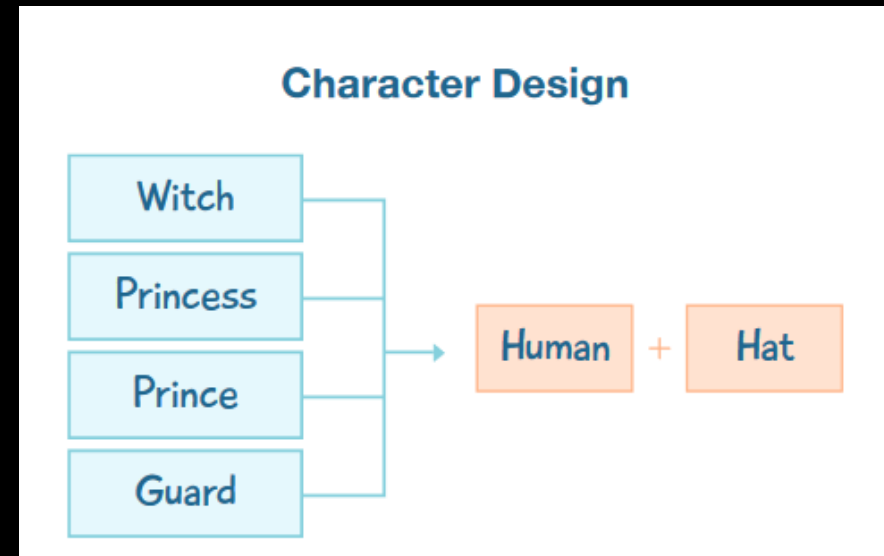 Character Design
Witch
Princess
Prince
Guard
Human + Hat